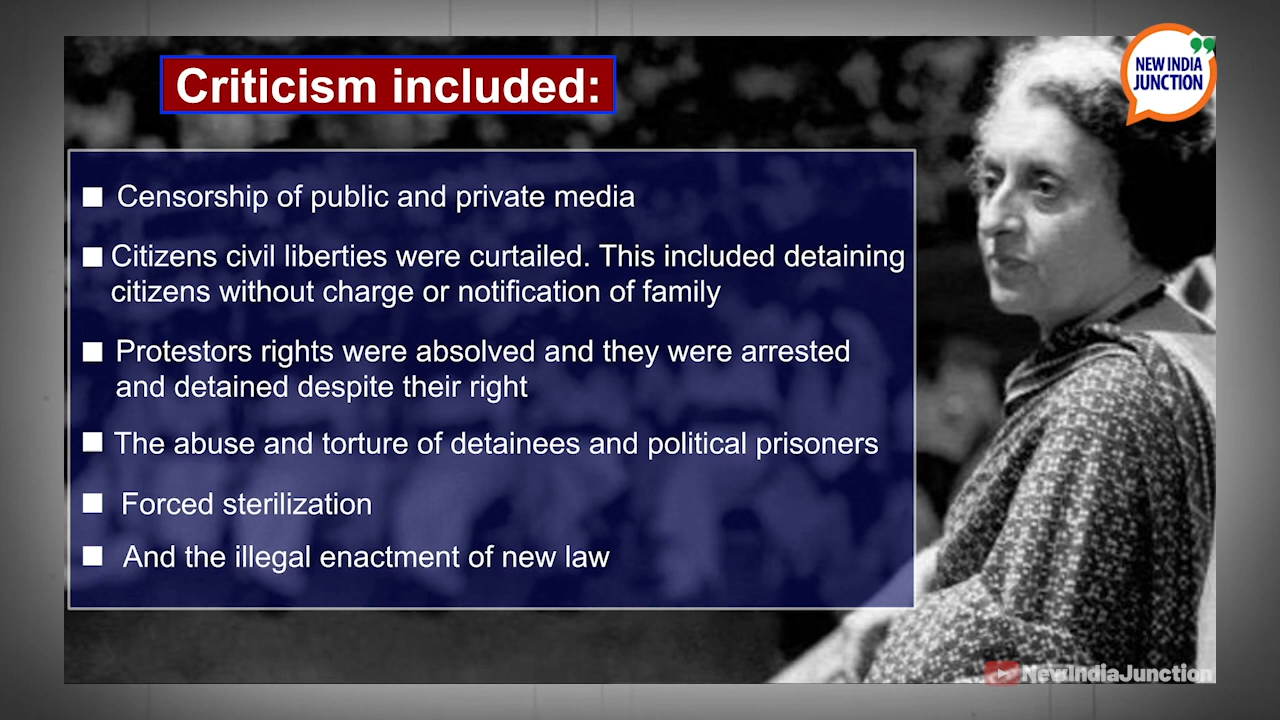 Criticism included:
NEW INDIA
JUNCTION
Censorship of public and private media
Citizens civil liberties were curtailed. This included detaining
citizens without charge or notification of family
Protestors rights were absolved and they were arrested
and detained despite their right
The abuse and torture of detainees and political prisoners
Forced sterilization
And the illegal enactment of new law
NewIndiaJunction